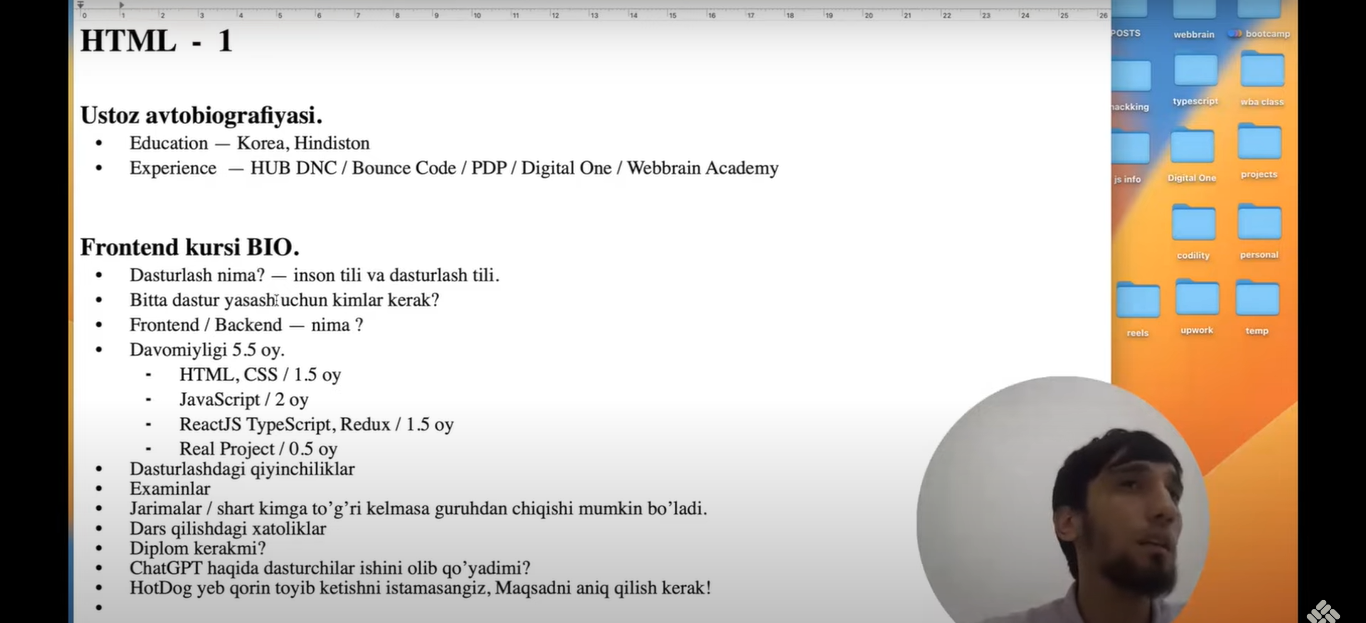 0 1 2 3 4 5 6 7 8 9 10 11 12 13 14 15 16 17 18 19 20 21 22 23 24 25 26
HTML - 1
Ustoz avtobiografiyasi.
• Education — Korea, Hindiston
• Experience — HUB DNC / Bounce Code / PDP / Digital One / Webbrain Academy
Frontend kursi BIO.
• Dasturlash nima? — inson tili va dasturlash tili.
• Bitta dastur yasash uchun kimlar kerak?
• Frontend / Backend — nima ?
• Davomiyligi 5.5 oy.
- HTML, CSS / 1.5 oy
- JavaScript / 2 oy
- ReactJS TypeScript, Redux / 1.5 oy
- Real Project / 0.5 oy
• Dasturlashdagi qiyinchiliklar
• Examinlar
• Jarimalar / shart kimga to’g’ri kelmasa guruhdan chiqishi mumkin bo’ladi.
• Dars qilishdagi xatoliklar
• Diplom kerakmi?
• ChatGPT haqida dasturchilar ishini olib qo’yadimi?
• HotDog yeb qorin toyib ketishni istamasangiz, Maqsadni aniq qilish kerak!
•
POSTS webbrain bootcamp
hackking typescript wba class
js info Digital One projects
codility personal
reels upwork temp